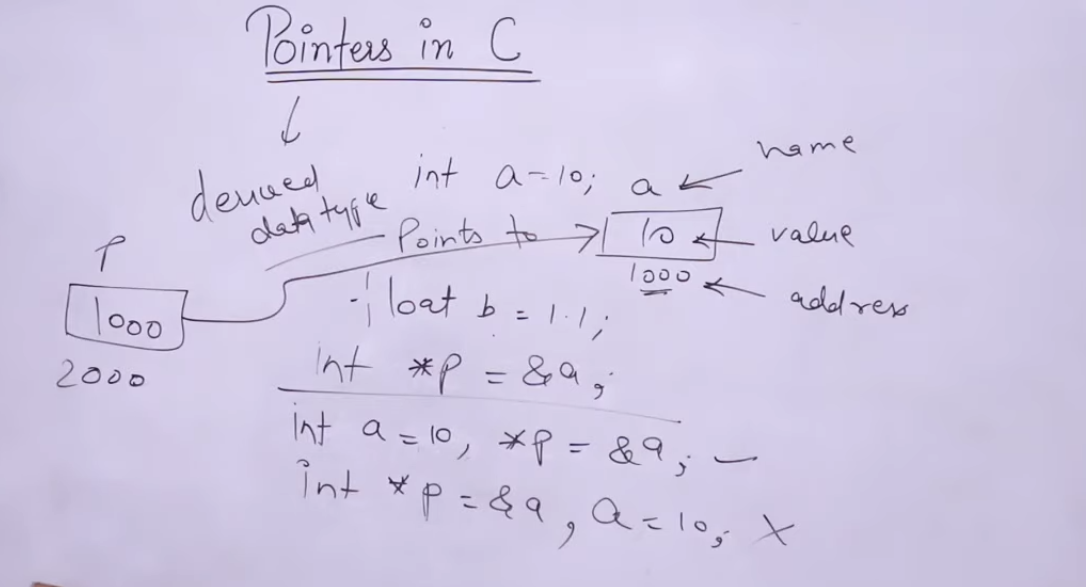 Pointers in C
derived
data type
int a=10;
a
name
Points to
10
value
1000
address
P
1000
2000
float b = 1.1;
int *p = &a;
int a=10, *p = &a;
int *p = &a, a=10; X